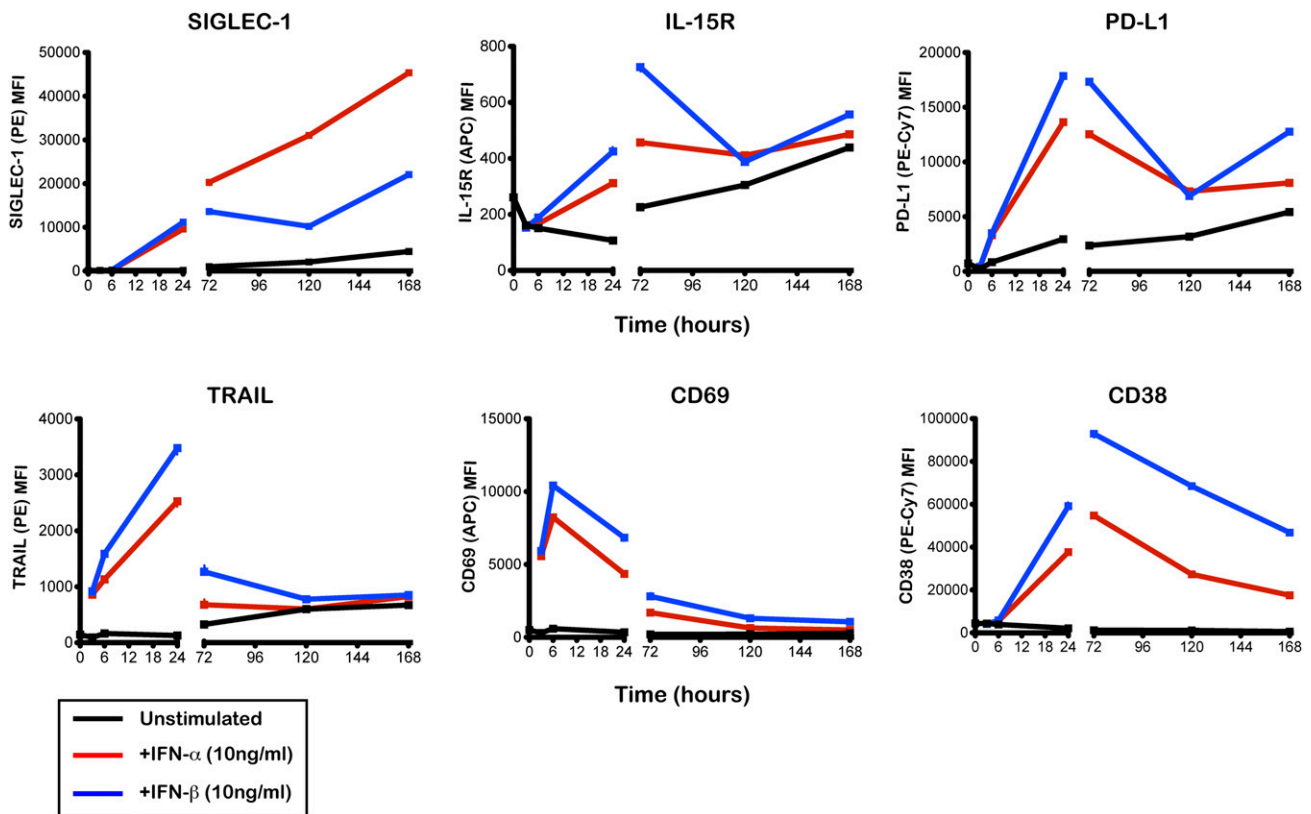 SIGLEC-1
SIGLEC-1 (PE) MFI
50000
40000
30000
20000
10000
0
0 6 12 18 24 72 96 120 144 168
IL-15R
IL-15R (APC) MFI
800
600
400
200
0
0 6 12 18 24 72 96 120 144 168
PD-L1
PD-L1 (PE-Cy7) MFI
20000
15000
10000
5000
0
0 6 12 18 24 72 96 120 144 168
Time (hours)
TRAIL
TRAIL (PE) MFI
4000
3000
2000
1000
0
0 6 12 18 24 72 96 120 144 168
CD69
CD69 (APC) MFI
15000
10000
5000
0
0 6 12 18 24 72 96 120 144 168
CD38
CD38 (PE-Cy7) MFI
100000
80000
60000
40000
20000
0
0 6 12 18 24 72 96 120 144 168
Time (hours)
Unstimulated
+IFN-α (10ng/ml)
+IFN-β (10ng/ml)